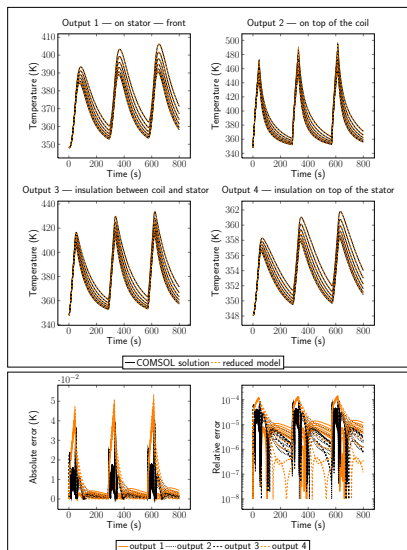 Output 1 — on stator — front
Output 2 — on top of the coil
Temperature (K)
410
400
390
380
370
360
350
0 200 400 600 800
Time (s)
Temperature (K)
500
480
460
440
420
400
380
360
340
0 200 400 600 800
Time (s)
Output 3 — insulation between coil and stator
Output 4 — insulation on top of the stator
Temperature (K)
440
420
400
380
360
340
0 200 400 600 800
Time (s)
Temperature (K)
362
360
358
356
354
352
350
348
0 200 400 600 800
Time (s)
COMSOL solution reduced model
·10⁻²
Absolute error (K)
5
4
3
2
1
0
0 200 400 600 800
Time (s)
Relative error
10⁻⁴
10⁻⁵
10⁻⁶
10⁻⁷
10⁻⁸
0 200 400 600 800
Time (s)
output 1 output 2 output 3 output 4